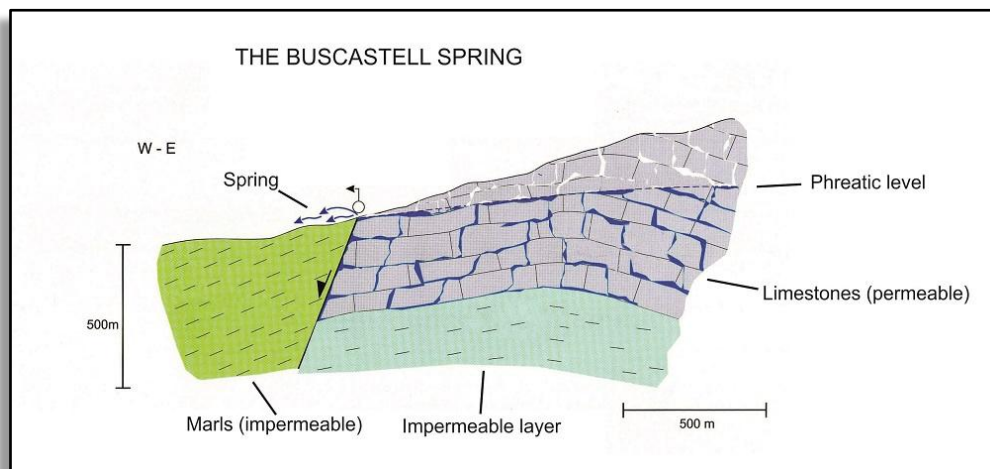 THE BUSCASTELL SPRING
W - E
Spring
Phreatic level
Limestones (permeable)
500m
Marls (impermeable)
Impermeable layer
500 m